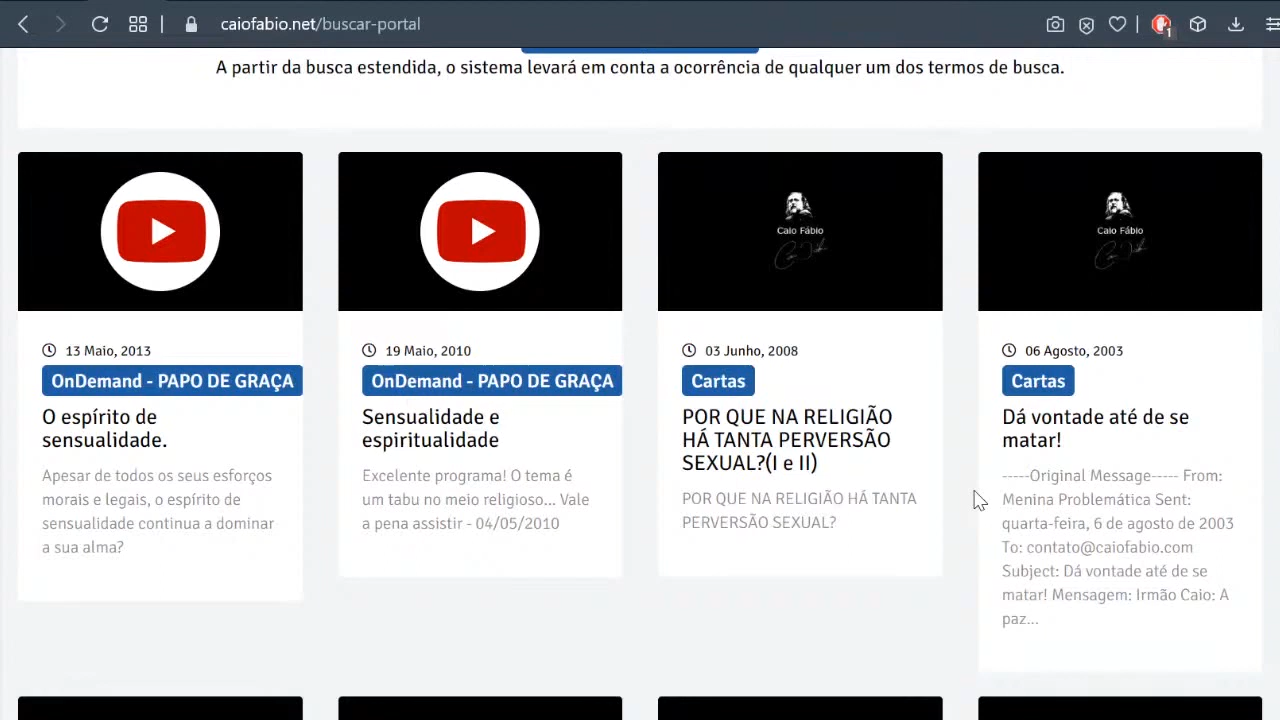 caiofabio.net/buscar-portal
1
A partir da busca estendida, o sistema levará em conta a ocorrência de qualquer um dos termos de busca.
13 Maio, 2013
OnDemand - PAPO DE GRAÇA
O espírito de
sensualidade.
Apesar de todos os seus esforços
morais e legais, o espírito de
sensualidade continua a dominar
a sua alma?
19 Maio, 2010
OnDemand - PAPO DE GRAÇA
Sensualidade e
espiritualidade
Excelente programa! O tema é
um tabu no meio religioso... Vale
a pena assistir - 04/05/2010
Caio Fábio
03 Junho, 2008
Cartas
POR QUE NA RELIGIÃO
HÁ TANTA PERVERSÃO
SEXUAL?(I e II)
POR QUE NA RELIGIÃO HÁ TANTA
PERVERSÃO SEXUAL?
Caio Fábio
06 Agosto, 2003
Cartas
Dá vontade até de se
matar!
-----Original Message----- From:
Menina Problemática Sent:
quarta-feira, 6 de agosto de 2003
To: contato@caiofabio.com
Subject: Dá vontade até de se
matar! Mensagem: Irmão Caio: A
paz...